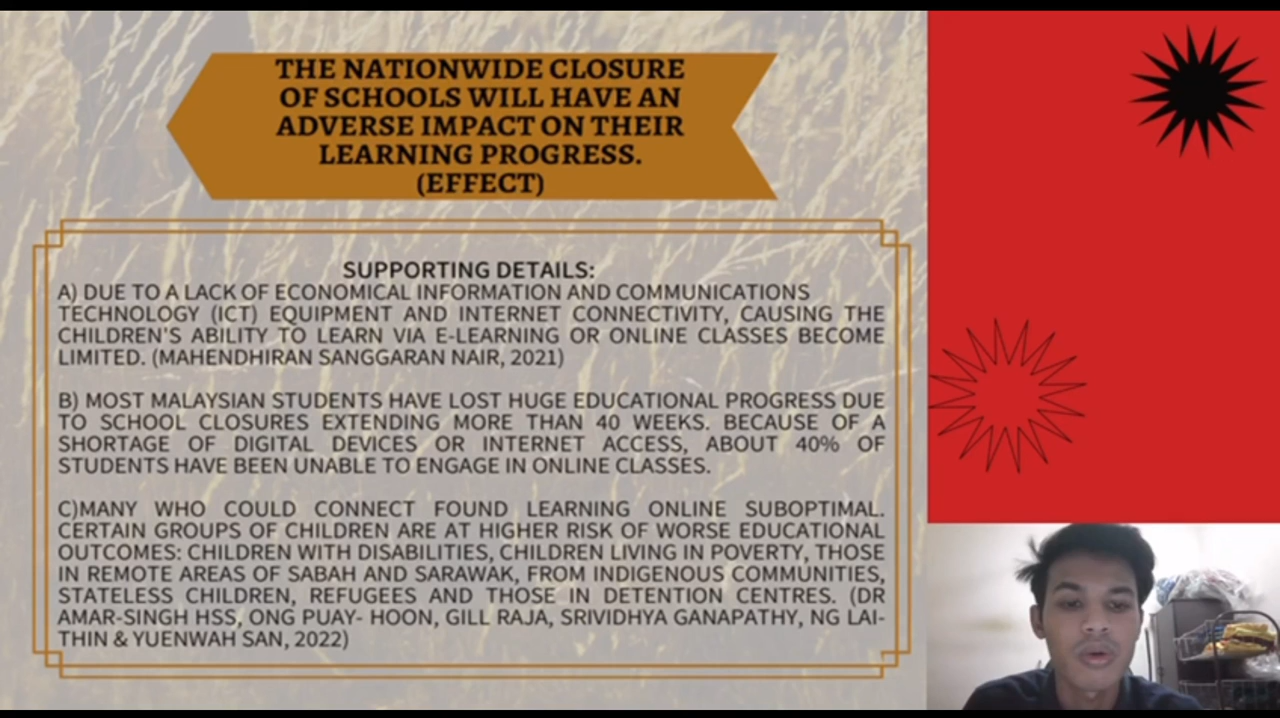 THE NATIONWIDE CLOSURE
OF SCHOOLS WILL HAVE AN
ADVERSE IMPACT ON THEIR
LEARNING PROGRESS.
(EFFECT)
SUPPORTING DETAILS:
A) DUE TO A LACK OF ECONOMICAL INFORMATION AND COMMUNICATIONS
TECHNOLOGY (ICT) EQUIPMENT AND INTERNET CONNECTIVITY, CAUSING THE
CHILDREN'S ABILITY TO LEARN VIA E-LEARNING OR ONLINE CLASSES BECOME
LIMITED. (MAHENDHIRAN SANGGARAN NAIR, 2021)
B) MOST MALAYSIAN STUDENTS HAVE LOST HUGE EDUCATIONAL PROGRESS DUE
TO SCHOOL CLOSURES EXTENDING MORE THAN 40 WEEKS. BECAUSE OF A
SHORTAGE OF DIGITAL DEVICES OR INTERNET ACCESS, ABOUT 40% OF
STUDENTS HAVE BEEN UNABLE TO ENGAGE IN ONLINE CLASSES.
C)MANY WHO COULD CONNECT FOUND LEARNING ONLINE SUBOPTIMAL.
CERTAIN GROUPS OF CHILDREN ARE AT HIGHER RISK OF WORSE EDUCATIONAL
OUTCOMES: CHILDREN WITH DISABILITIES, CHILDREN LIVING IN POVERTY, THOSE
IN REMOTE AREAS OF SABAH AND SARAWAK, FROM INDIGENOUS COMMUNITIES,
STATELESS CHILDREN, REFUGEES AND THOSE IN DETENTION CENTRES. (DR
AMAR-SINGH HSS, ONG PUAY- HOON, GILL RAJA, SRIVIDHYA GANAPATHY, NG LAI-
THIN & YUENWAH SAN, 2022)